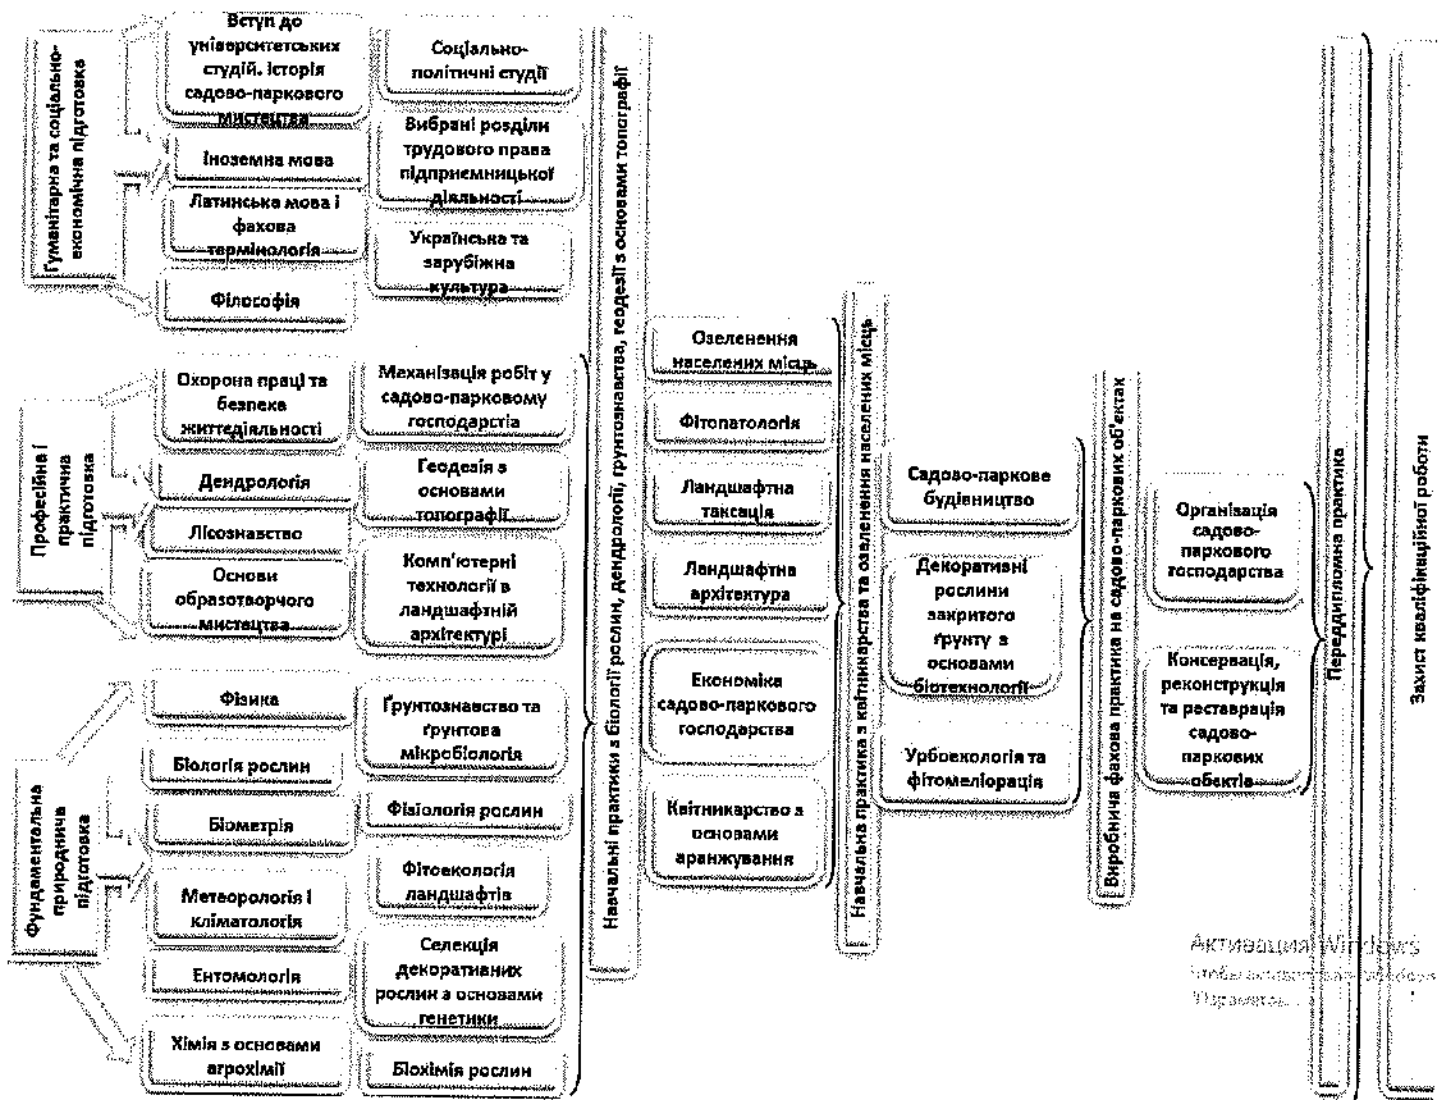 Гуманітарна та соціально-
економічна підготовка
Вступ до
університетських
студій. Історія
садово-паркового
мистецтва
Іноземна мова
Латинська мова і
фахова
термінологія
Філософія
Соціально-
політичні студії
Вибрані розділи
трудового права
підприємницької
діяльності
Українська та
зарубіжна
культура
Професійна і
практична
підготовка
Охорона праці та
безпека
життєдіяльності
Дендрологія
Лісознавство
Основи
образотворчого
мистецтва
Механізація робіт у
садово-парковому
господарстіа
Геодезія з
основами
топографії
Комп'ютерні
технології в
ландшафтній
архітектурі
Фундаментальна
природнича
підготовка
Фізика
Біологія рослин
Біометрія
Метеорологія і
кліматологія
Ентомологія
Хімія з основами
агрохімії
Ґрунтознавство та
ґрунтова
мікробіологія
Фізіологія рослин
Фітоекологія
ландшафтів
Селекція
декоративних
рослин з основами
генетики
Біохімія рослин
Навчальні практики з біології рослин, дендрології, ґрунтознавства, геодезії з основами топографії
Озеленення
населених місць
Фітопатологія
Ландшафтна
таксація
Ландшафтна
архітектура
Економіка
садово-паркового
господарства
Квітникарство з
основами
аранжування
Навчальна практика з квітникарства та озеленення населених місць
Садово-паркове
будівництво
Декоративні
рослини
закритого
ґрунту з
основами
біотехнології
Урбоекологія та
фітомеліорація
Виробнича фахова практика на садово-паркових об'єктах
Організація
садово-
паркового
господарства
Консервація,
реконструкція
та реставрація
садово-
паркових
обєктів
Переддипломна практика
Захист кваліфікаційної роботи
Активация Windows